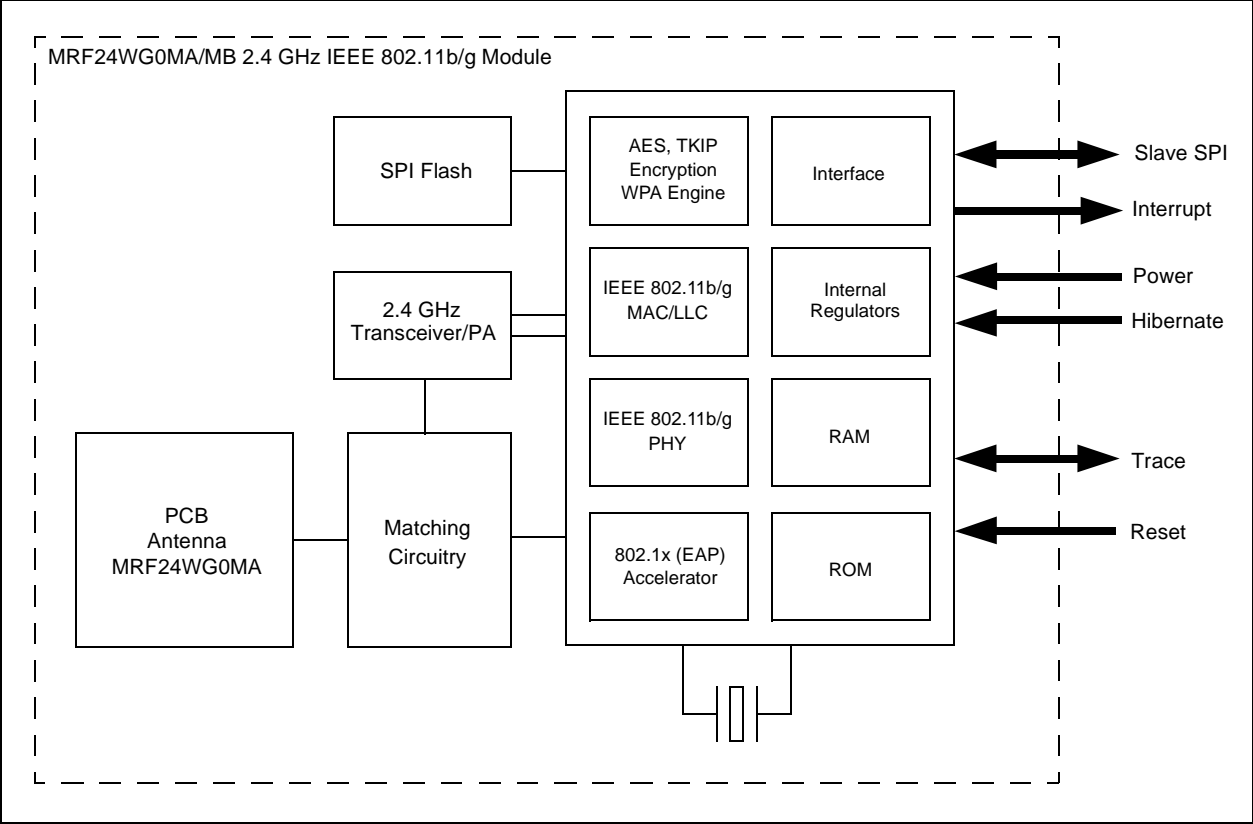 MRF24WG0MA/MB 2.4 GHz IEEE 802.11b/g Module
SPI Flash
AES, TKIP
Encryption
WPA Engine
Interface
Slave SPI
Interrupt
2.4 GHz
Transceiver/PA
IEEE 802.11b/g
MAC/LLC
Internal
Regulators
Power
Hibernate
IEEE 802.11b/g
PHY
RAM
Trace
PCB
Antenna
MRF24WG0MA
Matching
Circuitry
802.1x (EAP)
Accelerator
ROM
Reset